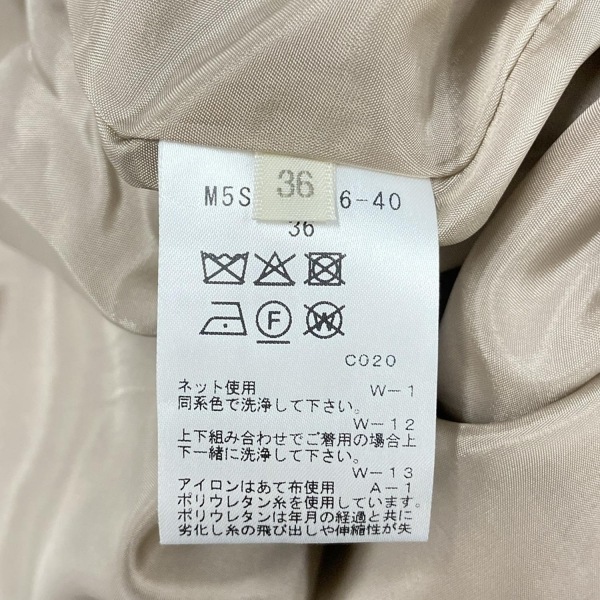 36
M5S 6-40
36
F W
C020
ネット使用 W-1
同系色で洗浄して下さい。
W-12
上下組み合わせでご着用の場合上
下一緒に洗浄して下さい。
W-13
アイロンはあて布使用 A-1
ポリウレタン糸を使用しています。
ポリウレタンは年月の経過と共に
劣化し糸の飛び出しや伸縮性が失